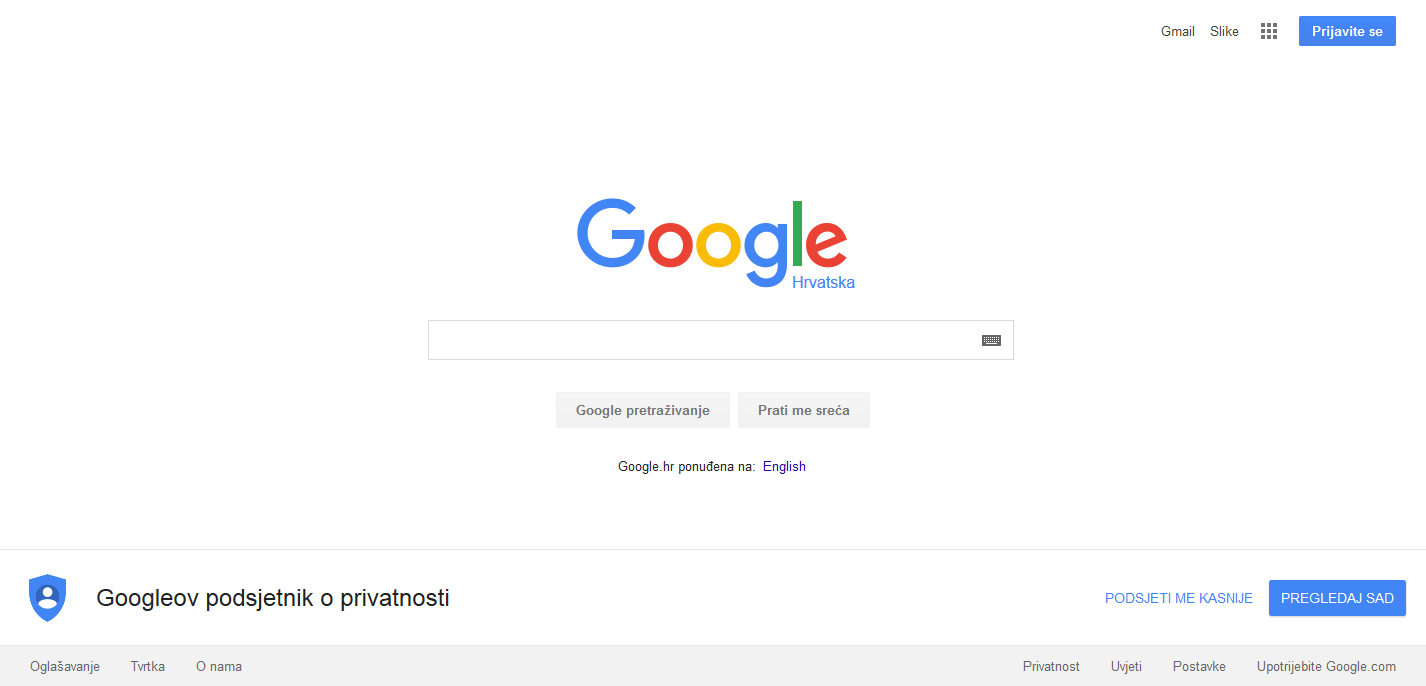 Gmail Slike Prijavite se
Google
Hrvatska
Google pretraživanje Prati me sreća
Google.hr ponuđena na: English
Googleov podsjetnik o privatnosti PODSJETI ME KASNIJE PREGLEDAJ SAD
Oglašavanje Tvrtka O nama Privatnost Uvjeti Postavke Upotrijebite Google.com